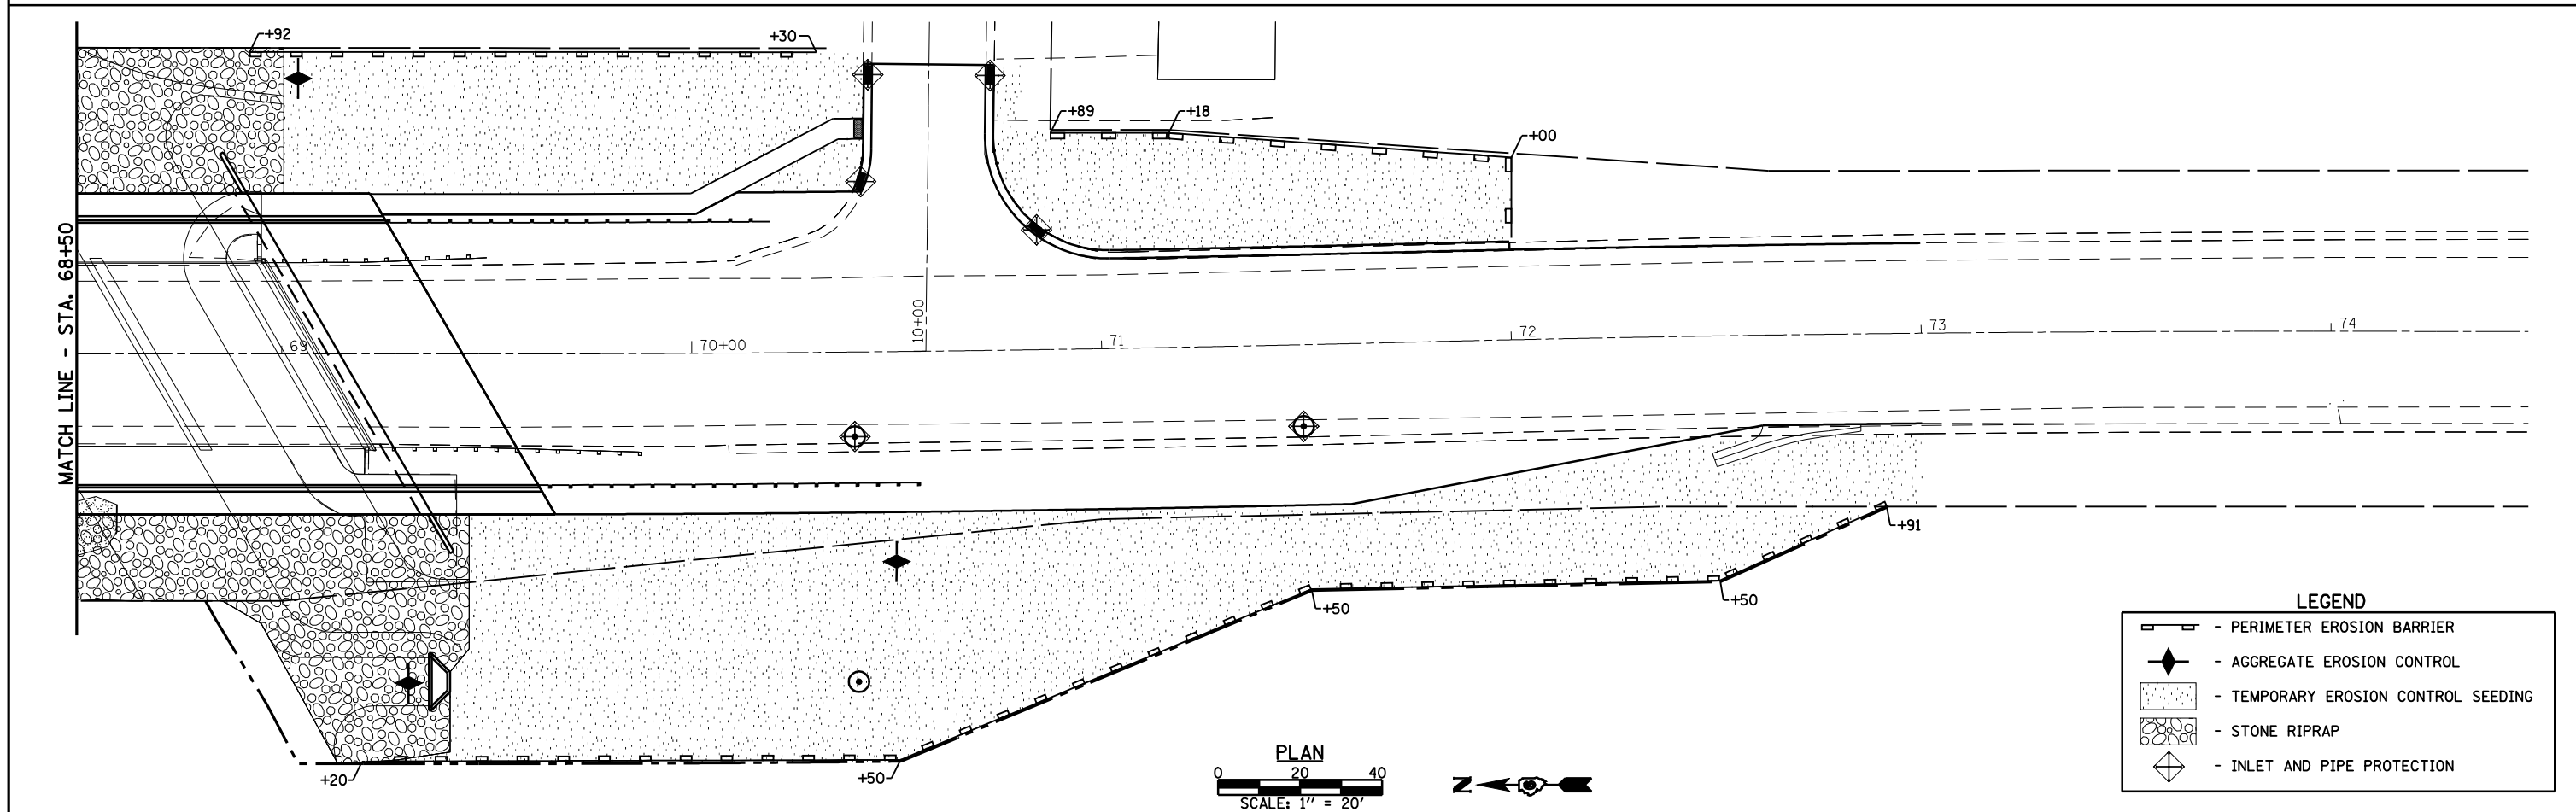 +92
+30
+89
+18
+00
MATCH LINE - STA. 68+50
69
70+00
10+00
71
72
73
74
+91
+50
+50
+20
+50
PLAN
0 20 40
SCALE: 1" = 20'
N
LEGEND
- PERIMETER EROSION BARRIER
- AGGREGATE EROSION CONTROL
- TEMPORARY EROSION CONTROL SEEDING
- STONE RIPRAP
- INLET AND PIPE PROTECTION